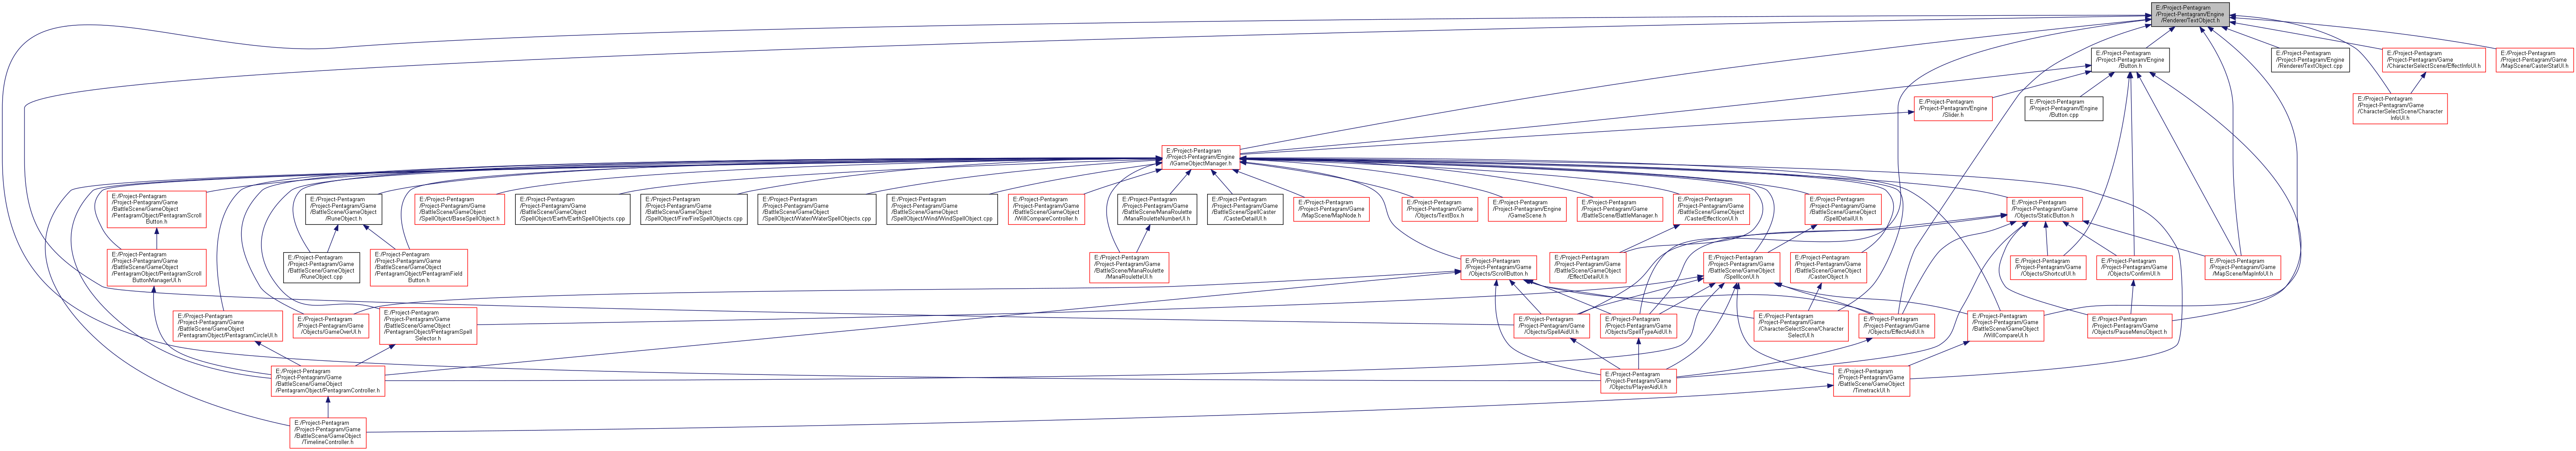 E:/Project-Pentagram
/Project-Pentagram/Engine
/Renderer/TextObject.h
E:/Project-Pentagram
/Project-Pentagram/Engine
/Button.h
E:/Project-Pentagram
/Project-Pentagram/Engine
/Renderer/TextObject.cpp
E:/Project-Pentagram
/Project-Pentagram/Game
/CharacterSelectScene/EffectInfoUI.h
E:/Project-Pentagram
/Project-Pentagram/Game
/MapScene/CasterStatUI.h
E:/Project-Pentagram
/Project-Pentagram/Engine
/Slider.h
E:/Project-Pentagram
/Project-Pentagram/Engine
/Button.cpp
E:/Project-Pentagram
/Project-Pentagram/Game
/CharacterSelectScene/Character
InfoUI.h
E:/Project-Pentagram
/Project-Pentagram/Engine
/GameObjectManager.h
E:/Project-Pentagram
/Project-Pentagram/Game
/BattleScene/GameObject
/PentagramObject/PentagramScroll
Button.h
E:/Project-Pentagram
/Project-Pentagram/Game
/BattleScene/GameObject
/RuneObject.h
E:/Project-Pentagram
/Project-Pentagram/Game
/BattleScene/GameObject
/SpellObject/BaseSpellObject.h
E:/Project-Pentagram
/Project-Pentagram/Game
/BattleScene/GameObject
/SpellObject/Earth/EarthSpellObjects.cpp
E:/Project-Pentagram
/Project-Pentagram/Game
/BattleScene/GameObject
/SpellObject/Fire/FireSpellObjects.cpp
E:/Project-Pentagram
/Project-Pentagram/Game
/BattleScene/GameObject
/SpellObject/Water/WaterSpellObjects.cpp
E:/Project-Pentagram
/Project-Pentagram/Game
/BattleScene/GameObject
/SpellObject/Wind/WindSpellObject.cpp
E:/Project-Pentagram
/Project-Pentagram/Game
/BattleScene/GameObject
/WillCompareController.h
E:/Project-Pentagram
/Project-Pentagram/Game
/BattleScene/ManaRoulette
/ManaRouletteNumberUI.h
E:/Project-Pentagram
/Project-Pentagram/Game
/BattleScene/SpellCaster
/CasterDetailUI.h
E:/Project-Pentagram
/Project-Pentagram/Game
/MapScene/MapNode.h
E:/Project-Pentagram
/Project-Pentagram/Game
/Objects/TextBox.h
E:/Project-Pentagram
/Project-Pentagram/Engine
/GameScene.h
E:/Project-Pentagram
/Project-Pentagram/Game
/BattleScene/BattleManager.h
E:/Project-Pentagram
/Project-Pentagram/Game
/BattleScene/GameObject
/CasterEffectIconUI.h
E:/Project-Pentagram
/Project-Pentagram/Game
/BattleScene/GameObject
/SpellDetailUI.h
E:/Project-Pentagram
/Project-Pentagram/Game
/Objects/StaticButton.h
E:/Project-Pentagram
/Project-Pentagram/Game
/BattleScene/GameObject
/PentagramObject/PentagramScroll
ButtonManagerUI.h
E:/Project-Pentagram
/Project-Pentagram/Game
/BattleScene/GameObject
/RuneObject.cpp
E:/Project-Pentagram
/Project-Pentagram/Game
/BattleScene/GameObject
/PentagramObject/PentagramField
Button.h
E:/Project-Pentagram
/Project-Pentagram/Game
/BattleScene/ManaRoulette
/ManaRouletteUI.h
E:/Project-Pentagram
/Project-Pentagram/Game
/Objects/ScrollButton.h
E:/Project-Pentagram
/Project-Pentagram/Game
/BattleScene/GameObject
/EffectDetailUI.h
E:/Project-Pentagram
/Project-Pentagram/Game
/BattleScene/GameObject
/SpellIconUI.h
E:/Project-Pentagram
/Project-Pentagram/Game
/BattleScene/GameObject
/CasterObject.h
E:/Project-Pentagram
/Project-Pentagram/Game
/Objects/ShortcutUI.h
E:/Project-Pentagram
/Project-Pentagram/Game
/Objects/ConfirmUI.h
E:/Project-Pentagram
/Project-Pentagram/Game
/MapScene/MapInfoUI.h
E:/Project-Pentagram
/Project-Pentagram/Game
/BattleScene/GameObject
/PentagramObject/PentagramCircleUI.h
E:/Project-Pentagram
/Project-Pentagram/Game
/Objects/GameOverUI.h
E:/Project-Pentagram
/Project-Pentagram/Game
/BattleScene/GameObject
/PentagramObject/PentagramSpell
Selector.h
E:/Project-Pentagram
/Project-Pentagram/Game
/Objects/SpellAidUI.h
E:/Project-Pentagram
/Project-Pentagram/Game
/Objects/SpellTypeAidUI.h
E:/Project-Pentagram
/Project-Pentagram/Game
/CharacterSelectScene/Character
SelectUI.h
E:/Project-Pentagram
/Project-Pentagram/Game
/Objects/EffectAidUI.h
E:/Project-Pentagram
/Project-Pentagram/Game
/BattleScene/GameObject
/WillCompareUI.h
E:/Project-Pentagram
/Project-Pentagram/Game
/Objects/PauseMenuObject.h
E:/Project-Pentagram
/Project-Pentagram/Game
/BattleScene/GameObject
/PentagramObject/PentagramController.h
E:/Project-Pentagram
/Project-Pentagram/Game
/Objects/PlayerAidUI.h
E:/Project-Pentagram
/Project-Pentagram/Game
/BattleScene/GameObject
/TimetrackUI.h
E:/Project-Pentagram
/Project-Pentagram/Game
/BattleScene/GameObject
/TimelineController.h